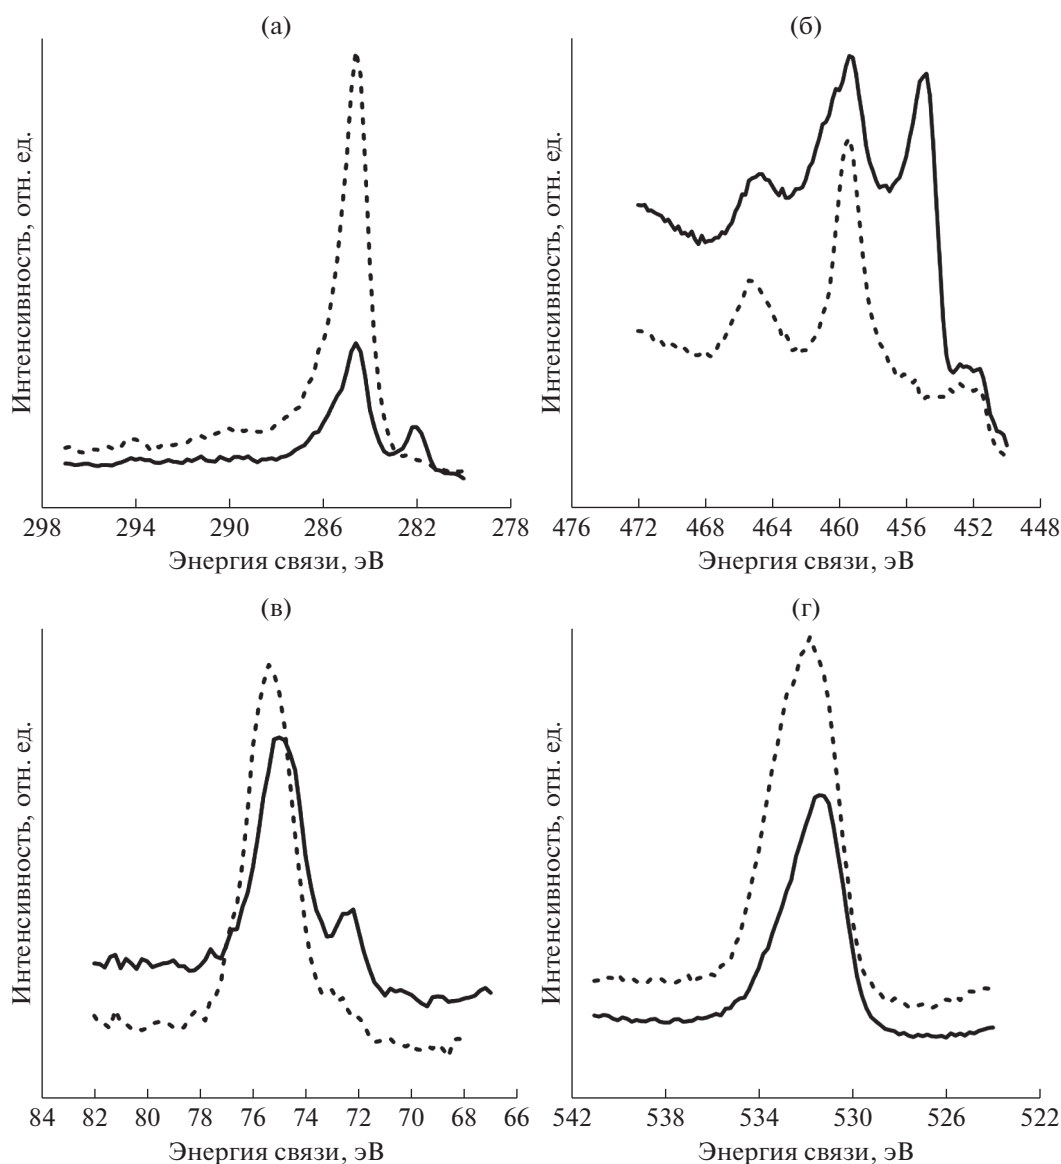 (а)
Интенсивность, отн. ед.
298 294 290 286 282 278
Энергия связи, эВ
(б)
Интенсивность, отн. ед.
476 472 468 464 460 456 452 448
Энергия связи, эВ
(в)
Интенсивность, отн. ед.
84 82 80 78 76 75 72 70 67 66
Энергия связи, эВ
(г)
Интенсивность, отн. ед.
542 538 534 530 526 522
Энергия связи, эВ